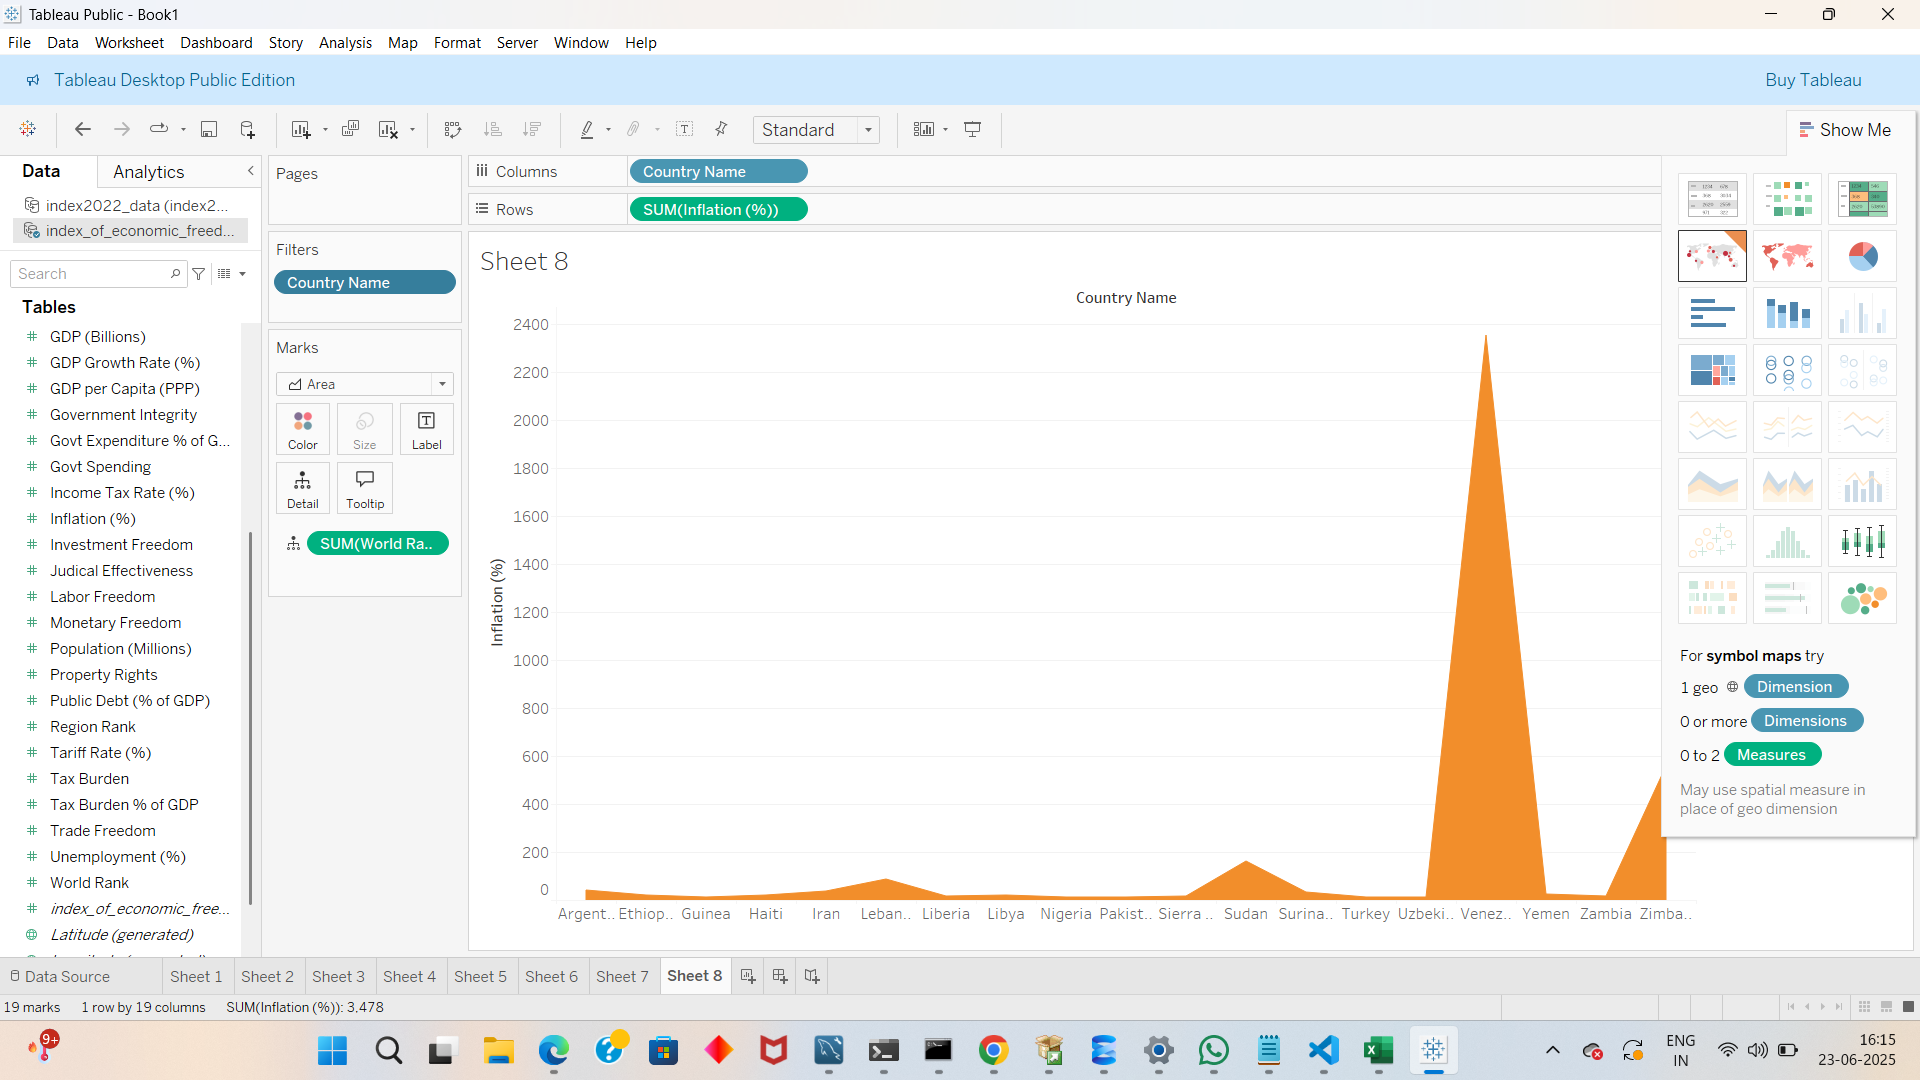 Tableau Public - Book1
File Data Worksheet Dashboard Story Analysis Map Format Server Window Help
Tableau Desktop Public Edition
Buy Tableau
Standard
Show Me
Data
Analytics
index2022_data (index2...
index_of_economic_freed...
Search
Tables
GDP (Billions)
GDP Growth Rate (%)
GDP per Capita (PPP)
Government Integrity
Govt Expenditure % of G...
Govt Spending
Income Tax Rate (%)
Inflation (%)
Investment Freedom
Judical Effectiveness
Labor Freedom
Monetary Freedom
Population (Millions)
Property Rights
Public Debt (% of GDP)
Region Rank
Tariff Rate (%)
Tax Burden
Tax Burden % of GDP
Trade Freedom
Unemployment (%)
World Rank
index_of_economic_free...
Latitude (generated)
Pages
Filters
Country Name
Marks
Area
Color
Size
Label
Detail
Tooltip
SUM(World Ra..
Columns
Country Name
Rows
SUM(Inflation (%))
Sheet 8
Country Name
Inflation (%)
2400
2200
2000
1800
1600
1400
1200
1000
800
600
400
200
0
Argent.. Ethiop.. Guinea Haiti Iran Leban.. Liberia Libya Nigeria Pakist.. Sierra .. Sudan Surina.. Turkey Uzbeki.. Venez.. Yemen Zambia Zimba..
For symbol maps try
1 geo Dimension
0 or more Dimensions
0 to 2 Measures
May use spatial measure in
place of geo dimension
Data Source
Sheet 1
Sheet 2
Sheet 3
Sheet 4
Sheet 5
Sheet 6
Sheet 7
Sheet 8
19 marks
1 row by 19 columns
SUM(Inflation (%)): 3,478
9+
ENG
IN
16:15
23-06-2025